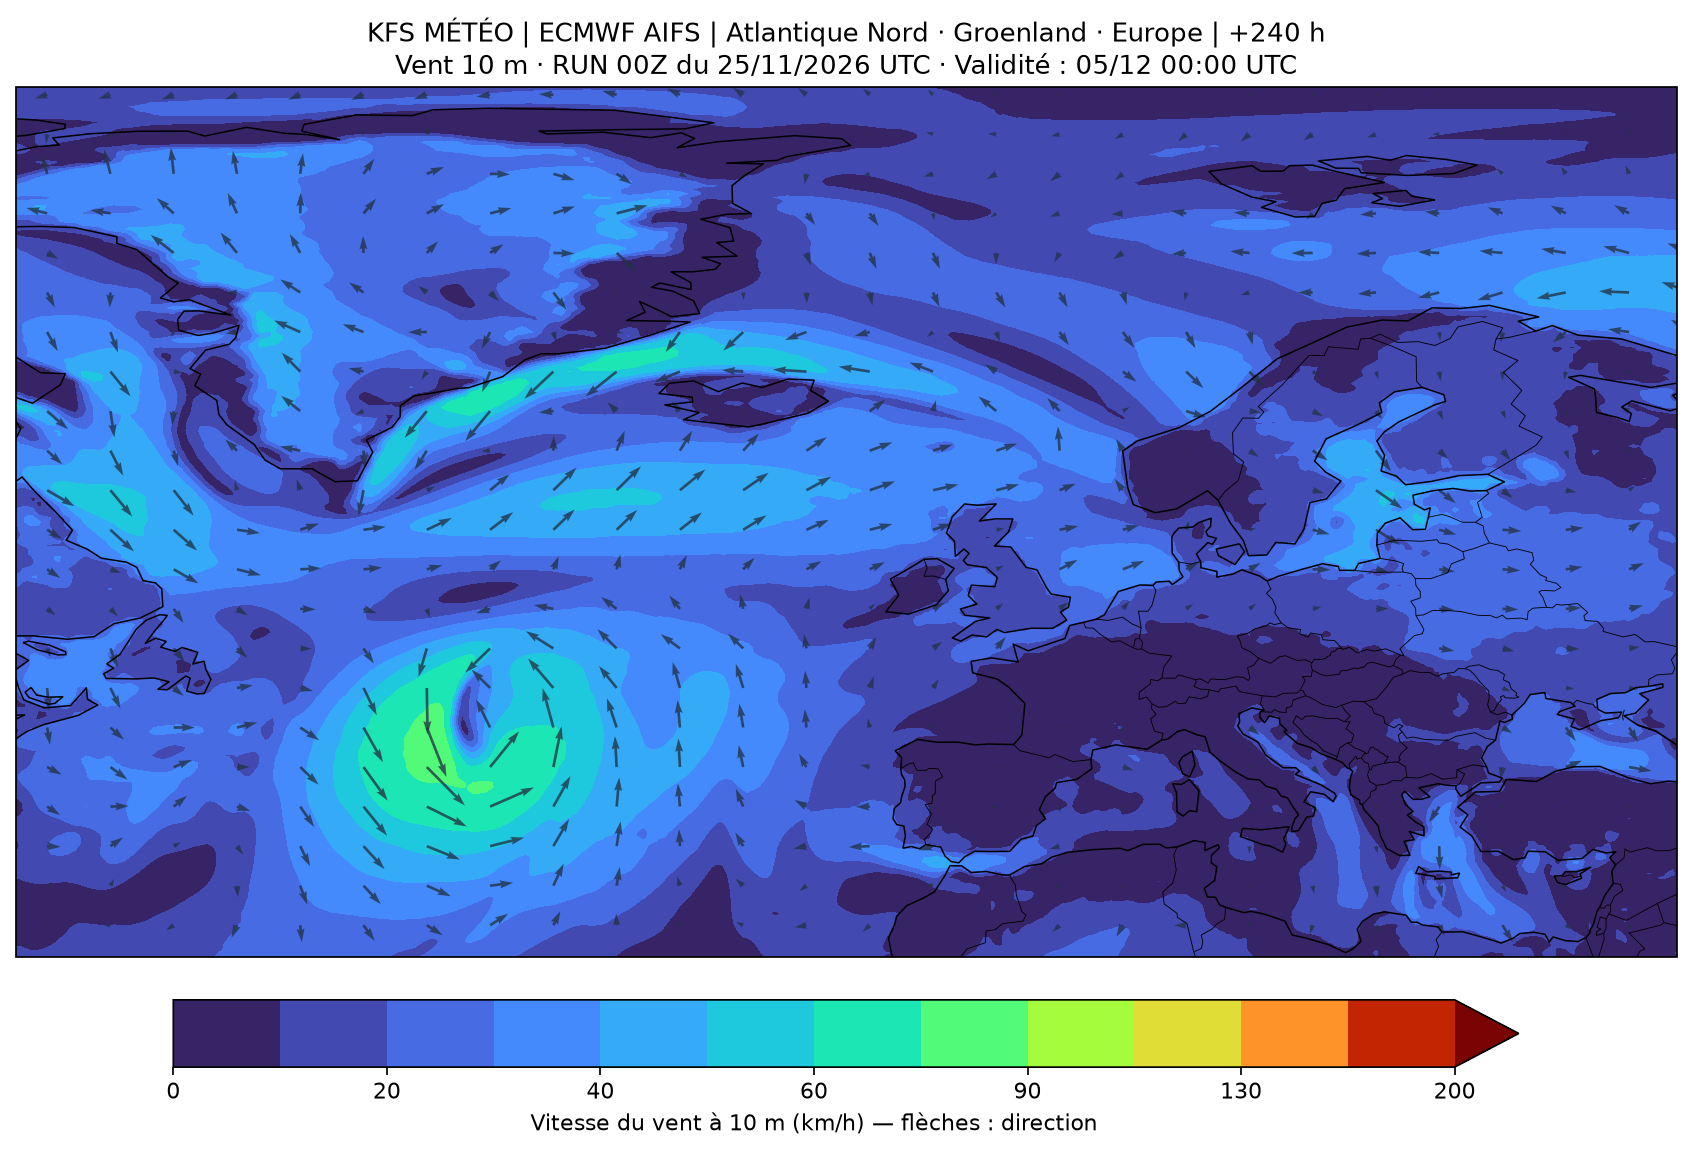 KFS MÉTÉO | ECMWF AIFS | Atlantique Nord · Groenland · Europe | +240 h
Vent 10 m · RUN 00Z du 25/11/2026 UTC · Validité : 05/12 00:00 UTC
0 20 40 60 90 130 200
Vitesse du vent à 10 m (km/h) — flèches : direction